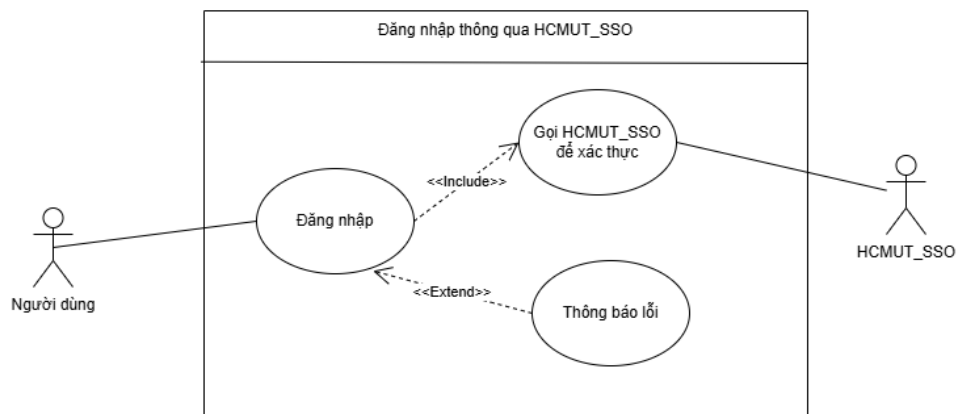 Đăng nhập thông qua HCMUT_SSO
Gọi HCMUT_SSO
để xác thực
<<Include>>
Đăng nhập
HCMUT_SSO
<<Extend>>
Người dùng
Thông báo lỗi